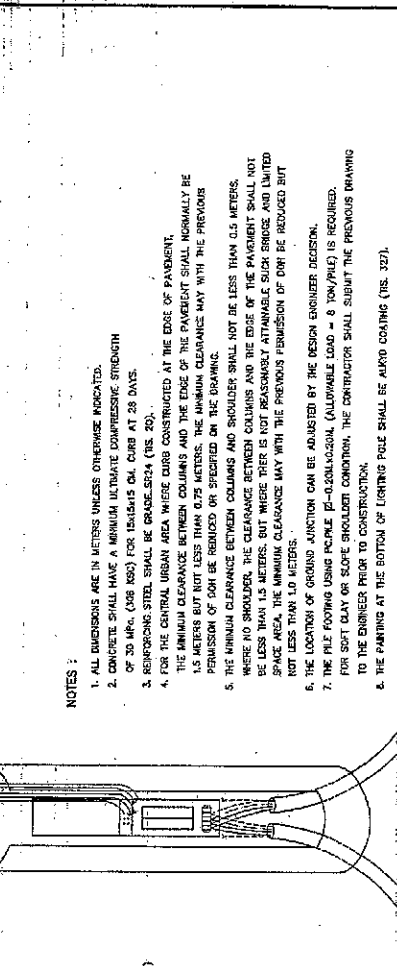 NOTES :
1. ALL DIMENSIONS ARE IN METERS UNLESS OTHERWISE INDICATED.
2. CONCRETE SHALL HAVE A MINIMUM ULTIMATE COMPRESSIVE STRENGTH
OF 30 MPa. (306 KSC) FOR 15x15x15 CM. CURB AT 28 DAYS.
3. REINFORCING STEEL SHALL BE GRADE SR24 (TIS. 20).
4. FOR THE CENTRAL URBAN AREA WHERE CURB CONSTRUCTED AT THE EDGE OF PAVEMENT,
THE MINIMUM CLEARANCE BETWEEN COLUMNS AND THE EDGE OF THE PAVEMENT SHALL NORMALLY BE
1.5 METERS BUT NOT LESS THAN 0.75 METERS. THE MINIMUM CLEARANCE MAY WITH THE PREVIOUS
PERMISSION OF DOH BE REDUCED OR SPECIFIED ON THE DRAWING.
5. THE MINIMUM CLEARANCE BETWEEN COLUMNS AND SHOULDER SHALL NOT BE LESS THAN 0.5 METERS.
WHERE NO SHOULDER, THE CLEARANCE BETWEEN COLUMNS AND THE EDGE OF THE PAVEMENT SHALL NOT
BE LESS THAN 1.5 METERS. BUT WHERE THER IS NOT REASONABLY ATTAINABLE SUCH BRIDGE AND LIMITED
SPACE AREA, THE MINIMUM CLEARANCE MAY WITH THE PREVIOUS PERMISSION OF DOH BE REDUCED BUT
NOT LESS THAN 1.0 METERS.
6. THE LOCATION OF GROUND JUNCTION CAN BE ADJUSTED BY THE DESIGN ENGINEER DECISION.
7. THE PILE FOOTING USING PC.PILE -0.20M.x0.20M. (ALLOWABLE LOAD = 8 TON/PILE) IS REQUIRED.
FOR SOFT CLAY OR SLOPE SHOULDER CONDITION, THE CONTRACTOR SHALL SUBMIT THE PREVIOUS DRAWING
TO THE ENGINEER PRIOR TO CONSTRUCTION.
8. THE PAINTING AT THE BOTTOM OF LIGHTING POLE SHALL BE ALKYD COATING (TIS. 327).